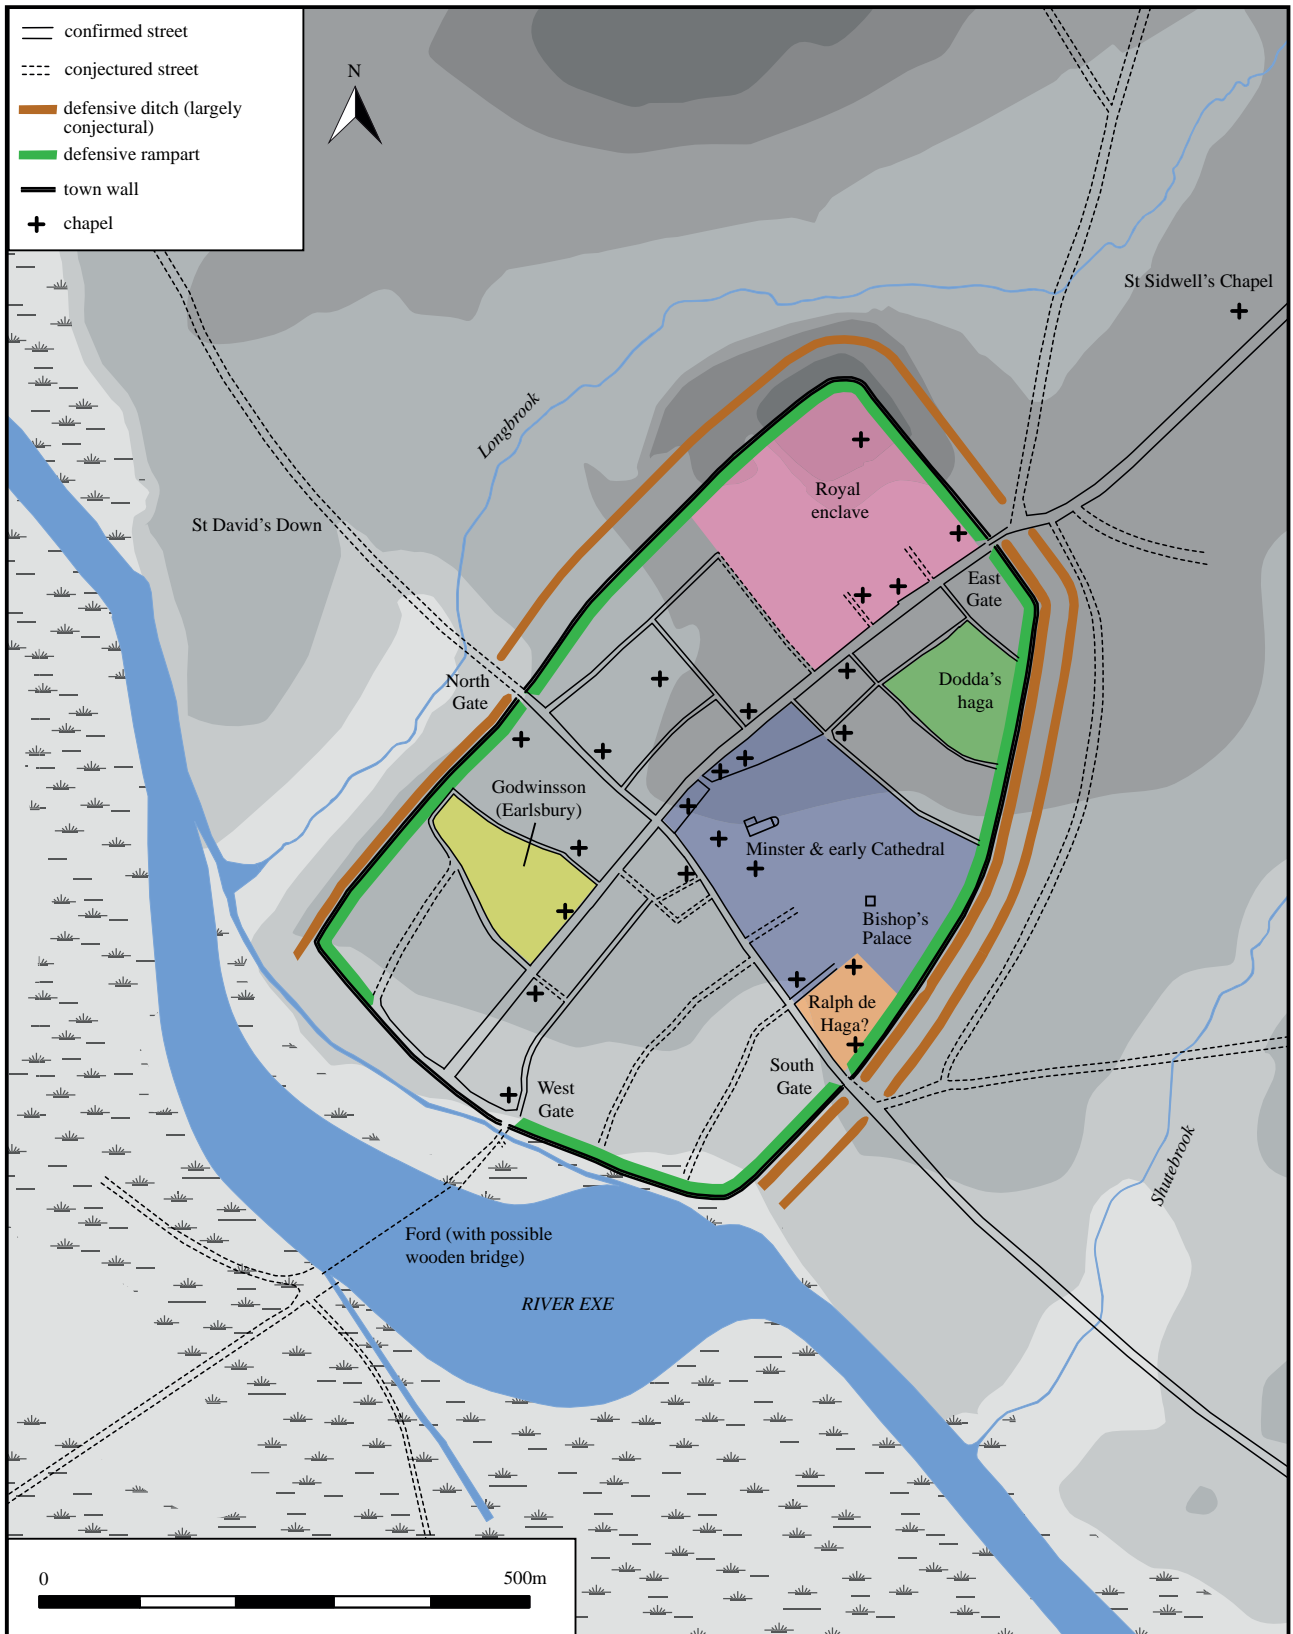 confirmed street
conjectured street
defensive ditch (largely
conjectural)
defensive rampart
town wall
chapel
N
St Sidwell's Chapel
Longbrook
Royal
enclave
St David's Down
East
Gate
North
Gate
Dodda's
haga
Godwinsson
(Earlsbury)
Minster & early Cathedral
Bishop's
Palace
Ralph de
Haga?
South
Gate
West
Gate
Shutebrook
Ford (with possible
wooden bridge)
RIVER EXE
0
500m